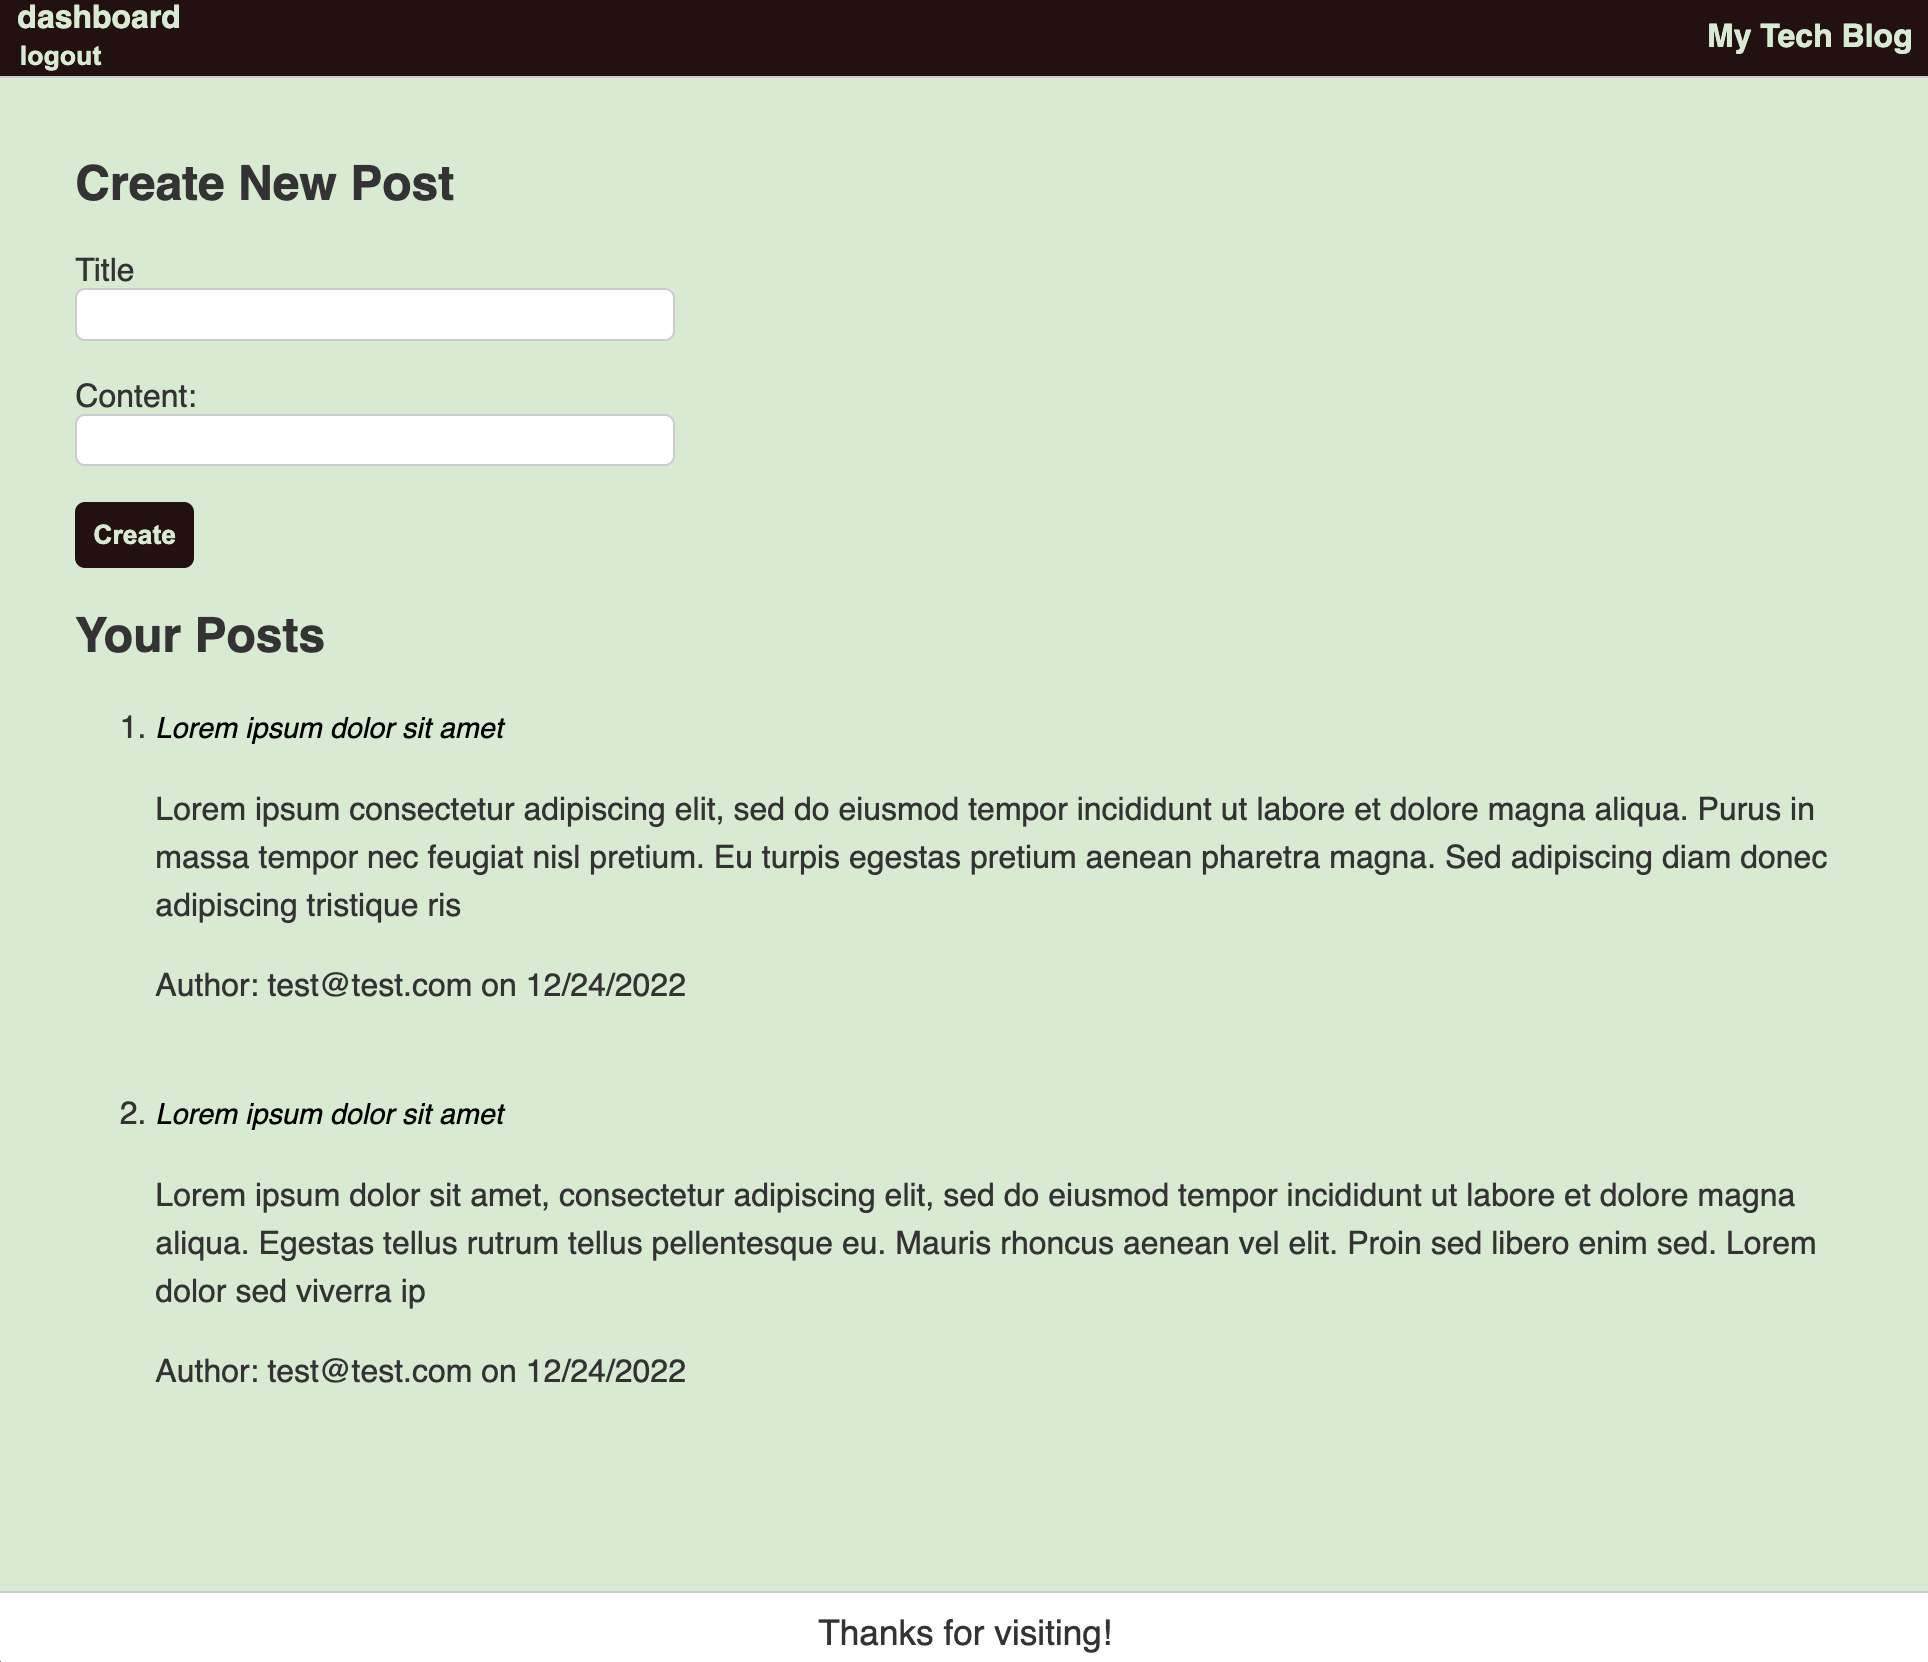 dashboard
logout
My Tech Blog
Create New Post
Title
Content:
Create
Your Posts
1. Lorem ipsum dolor sit amet
Lorem ipsum consectetur adipiscing elit, sed do eiusmod tempor incididunt ut labore et dolore magna aliqua. Purus in
massa tempor nec feugiat nisl pretium. Eu turpis egestas pretium aenean pharetra magna. Sed adipiscing diam donec
adipiscing tristique ris
Author: test@test.com on 12/24/2022
2. Lorem ipsum dolor sit amet
Lorem ipsum dolor sit amet, consectetur adipiscing elit, sed do eiusmod tempor incididunt ut labore et dolore magna
aliqua. Egestas tellus rutrum tellus pellentesque eu. Mauris rhoncus aenean vel elit. Proin sed libero enim sed. Lorem
dolor sed viverra ip
Author: test@test.com on 12/24/2022
Thanks for visiting!